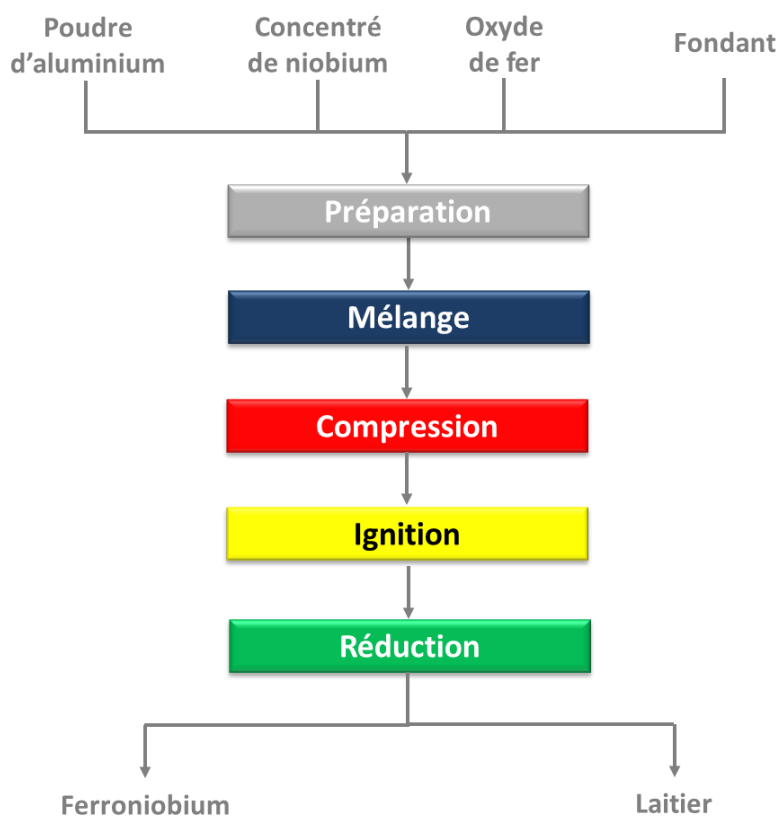 Poudre
d’aluminium
Concentré
de niobium
Oxyde
de fer
Fondant
Préparation
Mélange
Compression
Ignition
Réduction
Ferroniobium
Laitier